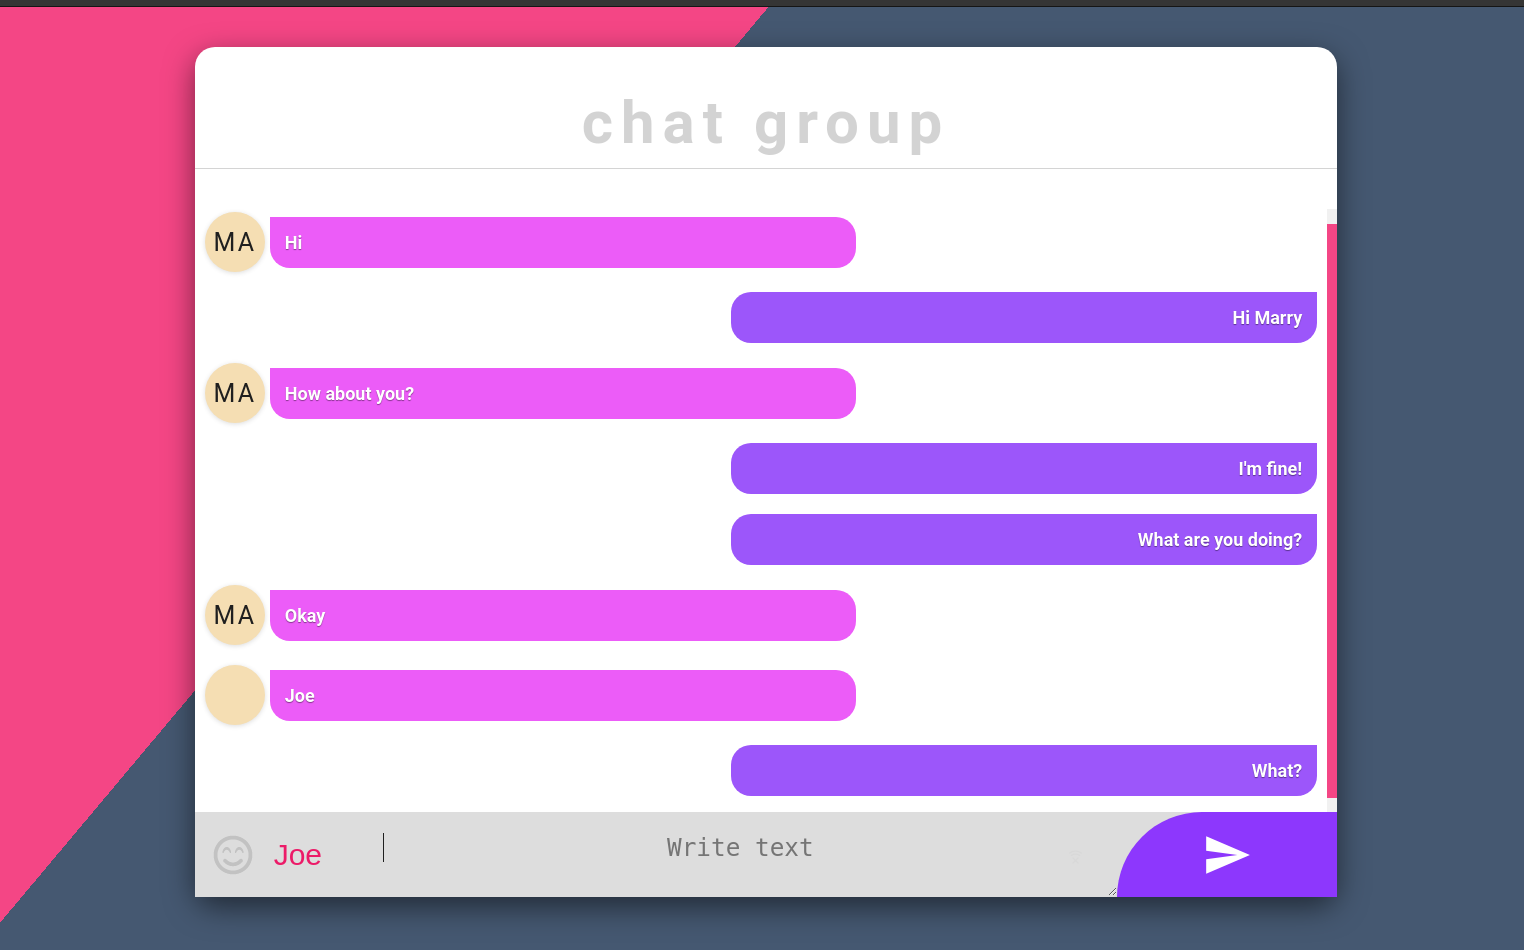 chat group
MA
Hi
Hi Marry
MA
How about you?
I'm fine!
What are you doing?
MA
Okay
Joe
What?
Joe
Write text